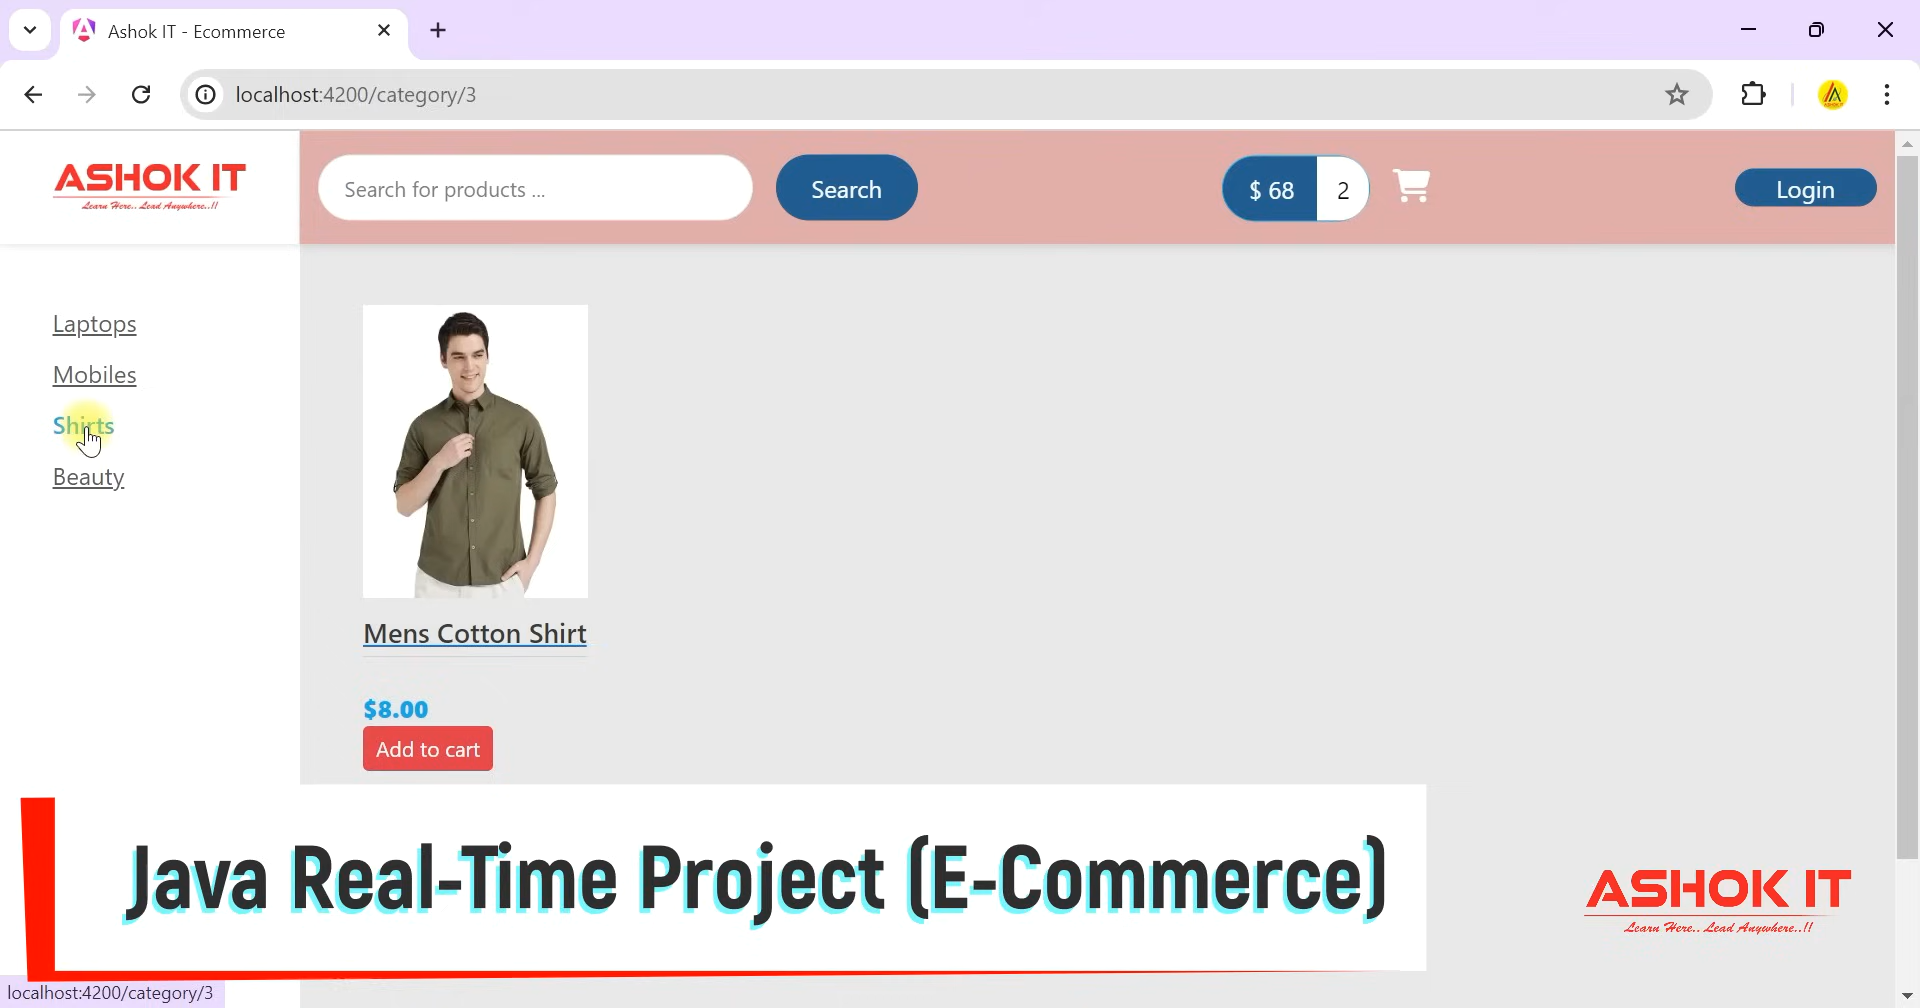 Ashok IT - Ecommerce
localhost:4200/category/3
ASHOK IT
Learn Here.. Lead Anywhere..!!
Search for products ...
Search
$ 68
2
Login
Laptops
Mobiles
Shirts
Beauty
Mens Cotton Shirt
$8.00
Add to cart
Java Real-Time Project (E-Commerce)
ASHOK IT
Learn Here.. Lead Anywhere..!!
localhost:4200/category/3